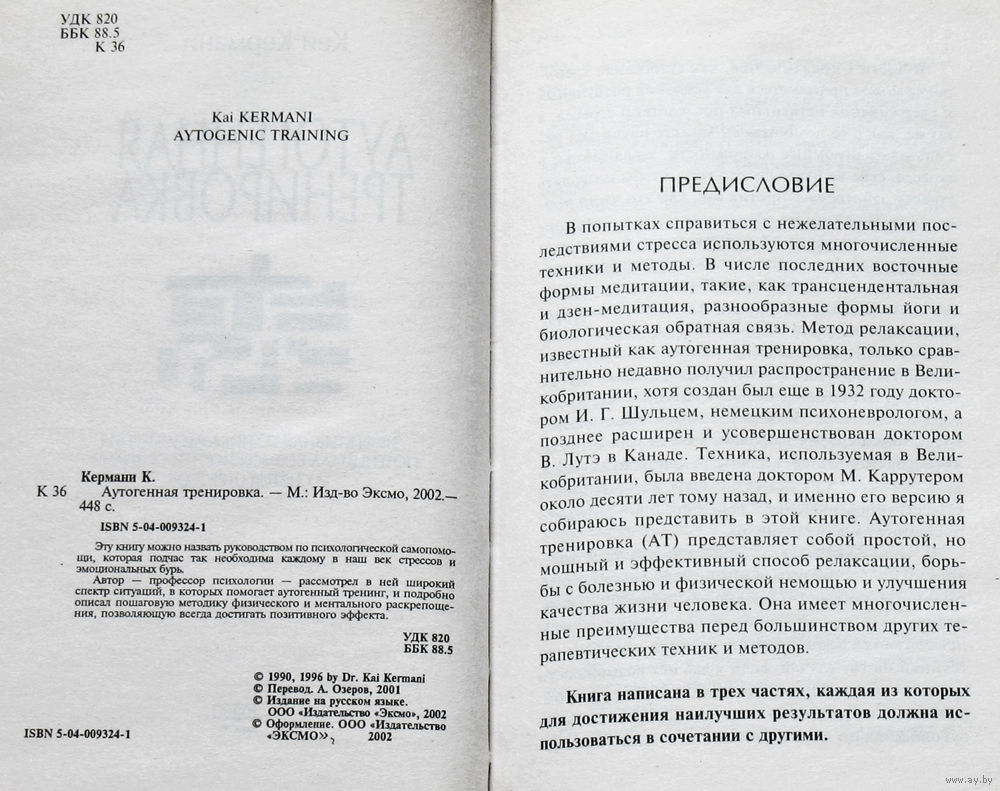 УДК 820
ББК 88.5
К 36
Kai KERMANI
AYTOGENIC TRAINING
Кермани К.
К 36 Аутогенная тренировка. — М.: Изд-во Эксмо, 2002.—
448 с.
ISBN 5-04-009324-1
Эту книгу можно назвать руководством по психологической самопомо-
щи, которая подчас так необходима каждому в наш век стрессов и
эмоциональных бурь.
Автор — профессор психологии — рассмотрел в ней широкий
спектр ситуаций, в которых помогает аутогенный тренинг, и подробно
описал пошаговую методику физического и ментального раскрепоще-
ния, позволяющую всегда достигать позитивного эффекта.
УДК 820
ББК 88.5
© 1990, 1996 by Dr. Kai Kermani
© Перевод. А. Озеров, 2001
© Издание на русском языке.
ООО «Издательство «Эксмо», 2002
© Оформление. ООО «Издательство
«ЭКСМО», 2002
ISBN 5-04-009324-1
ПРЕДИСЛОВИЕ
В попытках справиться с нежелательными пос-
ледствиями стресса используются многочисленные
техники и методы. В числе последних восточные
формы медитации, такие, как трансцендентальная
и дзен-медитация, разнообразные формы йоги и
биологическая обратная связь. Метод релаксации,
известный как аутогенная тренировка, только срав-
нительно недавно получил распространение в Вели-
кобритании, хотя создан был еще в 1932 году докто-
ром И. Г. Шульцем, немецким психоневрологом, а
позднее расширен и усовершенствован доктором
В. Лутэ в Канаде. Техника, используемая в Вели-
кобритании, была введена доктором М. Каррутером
около десяти лет тому назад, и именно его версию я
собираюсь представить в этой книге. Аутогенная
тренировка (АТ) представляет собой простой, но
мощный и эффективный способ релаксации, борь-
бы с болезнью и физической немощью и улучшения
качества жизни человека. Она имеет многочислен-
ные преимущества перед большинством других те-
рапевтических техник и методов.
Книга написана в трех частях, каждая из которых
для достижения наилучших результатов должна ис-
пользоваться в сочетании с другими.
www.ay.by